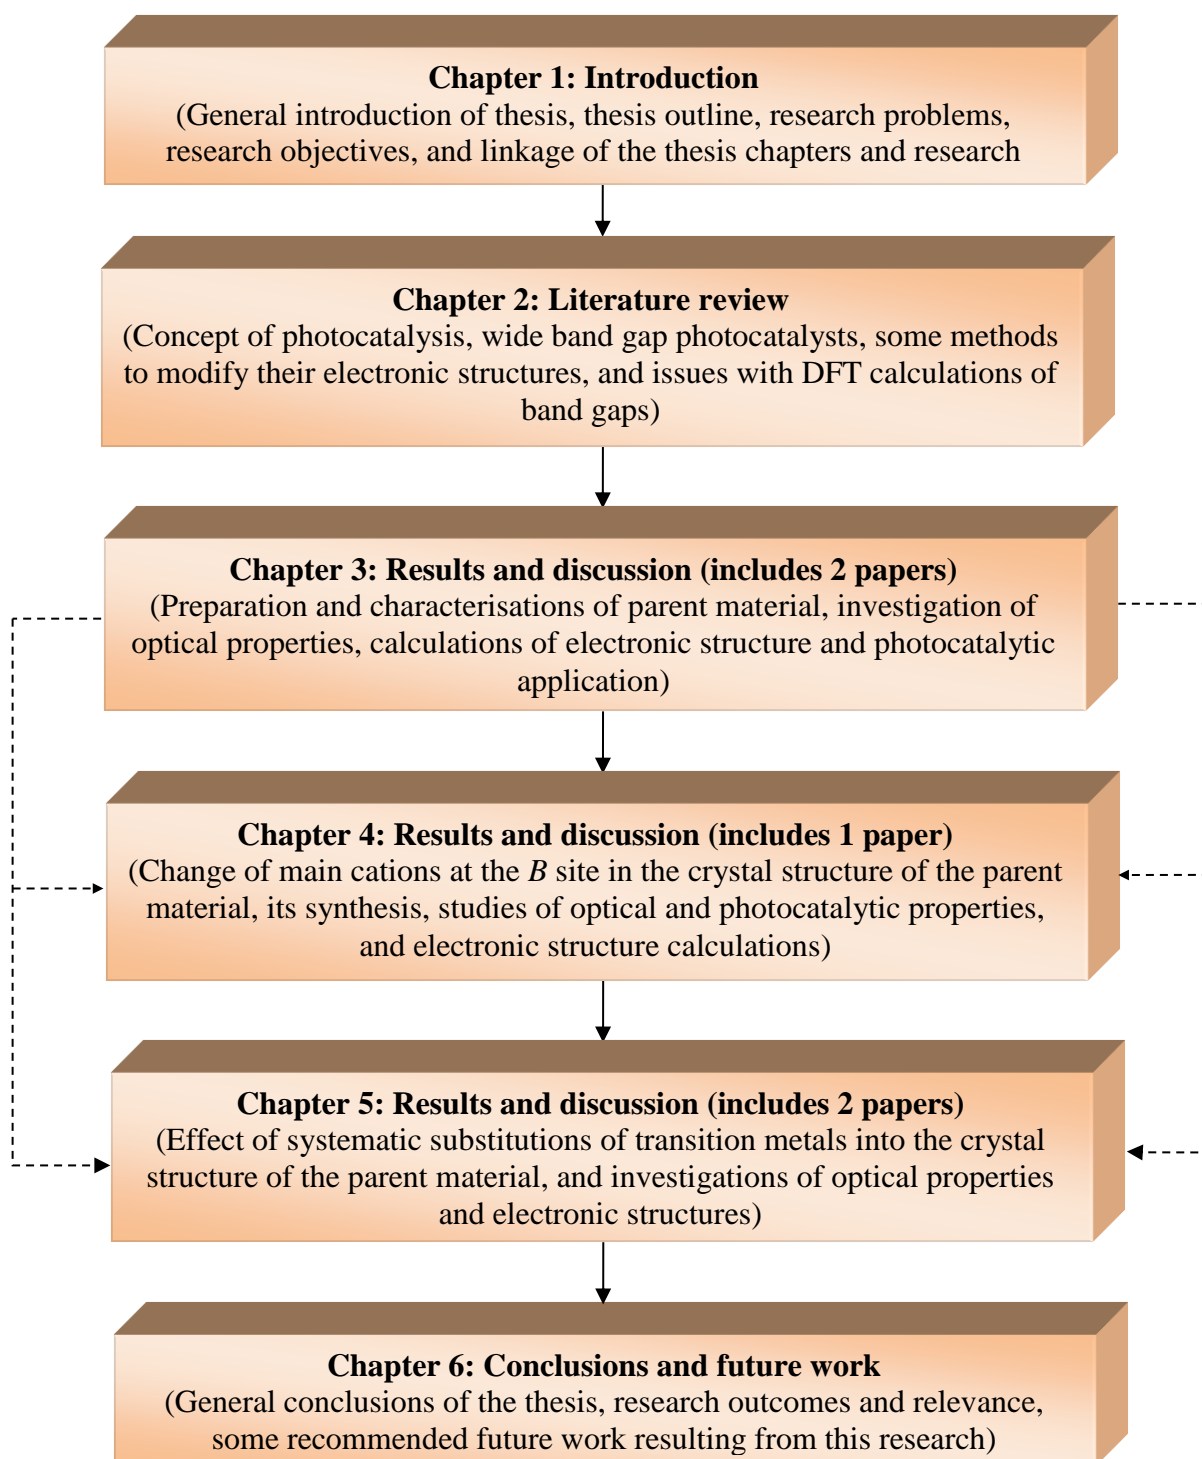 Chapter 1: Introduction
(General introduction of thesis, thesis outline, research problems,
research objectives, and linkage of the thesis chapters and research
Chapter 2: Literature review
(Concept of photocatalysis, wide band gap photocatalysts, some methods
to modify their electronic structures, and issues with DFT calculations of
band gaps)
Chapter 3: Results and discussion (includes 2 papers)
(Preparation and characterisations of parent material, investigation of
optical properties, calculations of electronic structure and photocatalytic
application)
Chapter 4: Results and discussion (includes 1 paper)
(Change of main cations at the B site in the crystal structure of the parent
material, its synthesis, studies of optical and photocatalytic properties,
and electronic structure calculations)
Chapter 5: Results and discussion (includes 2 papers)
(Effect of systematic substitutions of transition metals into the crystal
structure of the parent material, and investigations of optical properties
and electronic structures)
Chapter 6: Conclusions and future work
(General conclusions of the thesis, research outcomes and relevance,
some recommended future work resulting from this research)